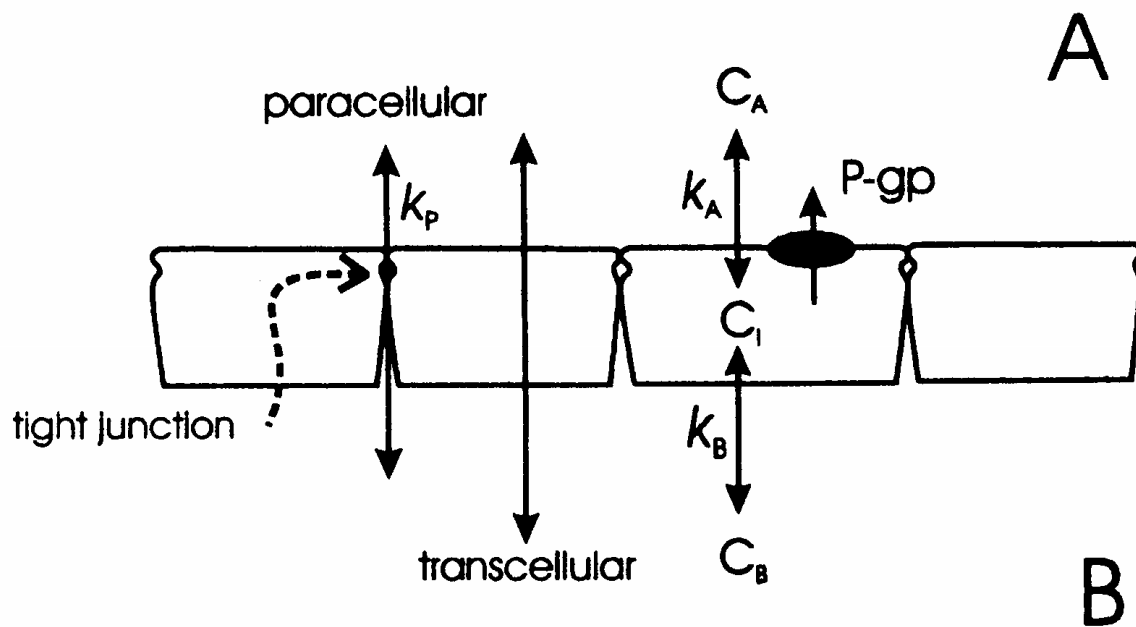 A
paracellular
C_A
P-gp
k_P
k_A
C_I
tight junction
k_B
transcellular
C_B
B